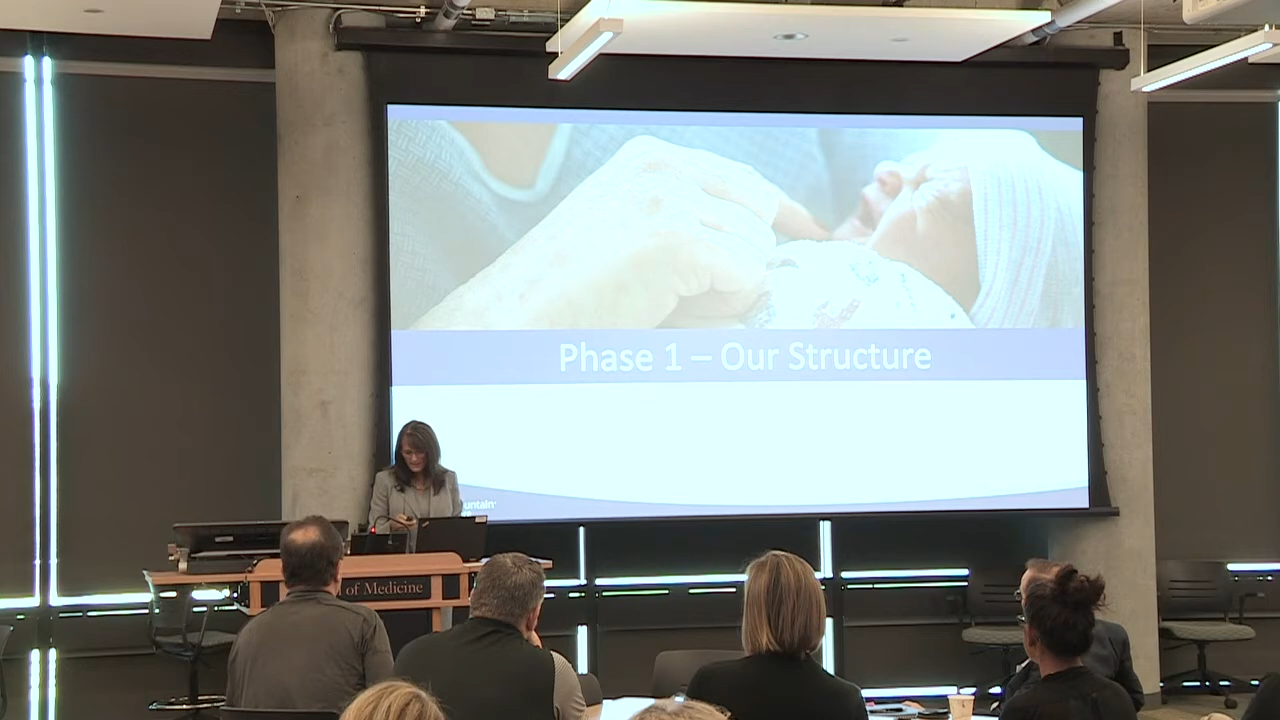 Phase 1 – Our Structure
untain
of Medicine